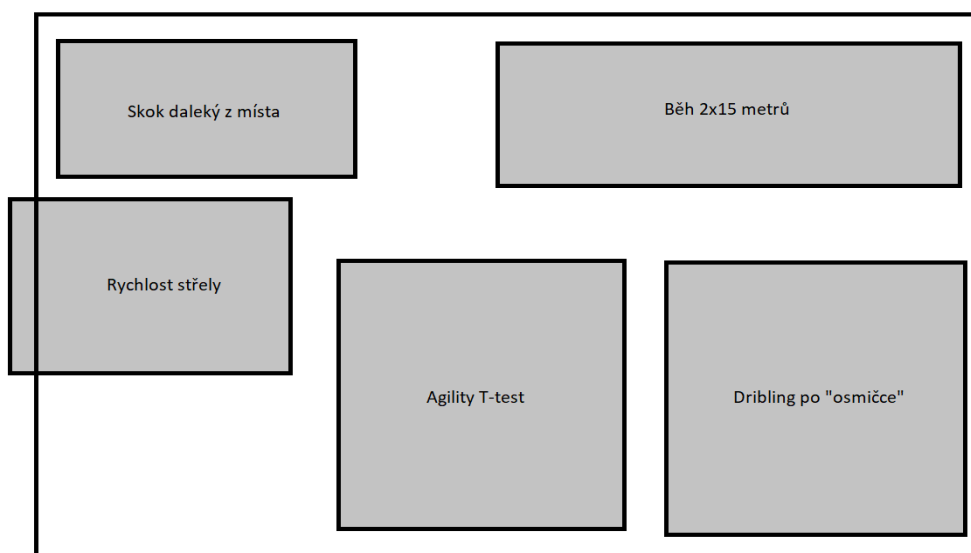 Skok daleký z místa
Běh 2x15 metrů
Rychlost střely
Agility T-test
Dribling po "osmičce"